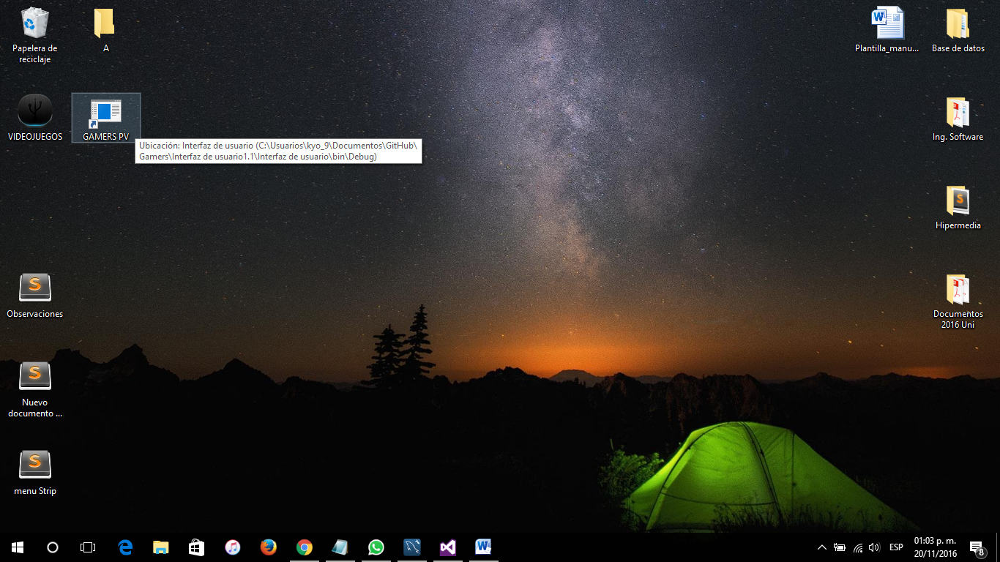 Papelera de
reciclaje
A
Plantilla_manu...
Base de datos
VIDEOJUEGOS
GAMERS PV
Ing. Software
Ubicación: Interfaz de usuario (C:\Usuarios\kyo_9\Documentos\GitHub\
Gamers\Interfaz de usuario1.1\Interfaz de usuario\bin\Debug)
Hipermedia
Observaciones
Documentos
2016 Uni
Nuevo
documento ...
menu Strip
ESP
01:03 p. m.
20/11/2016
8